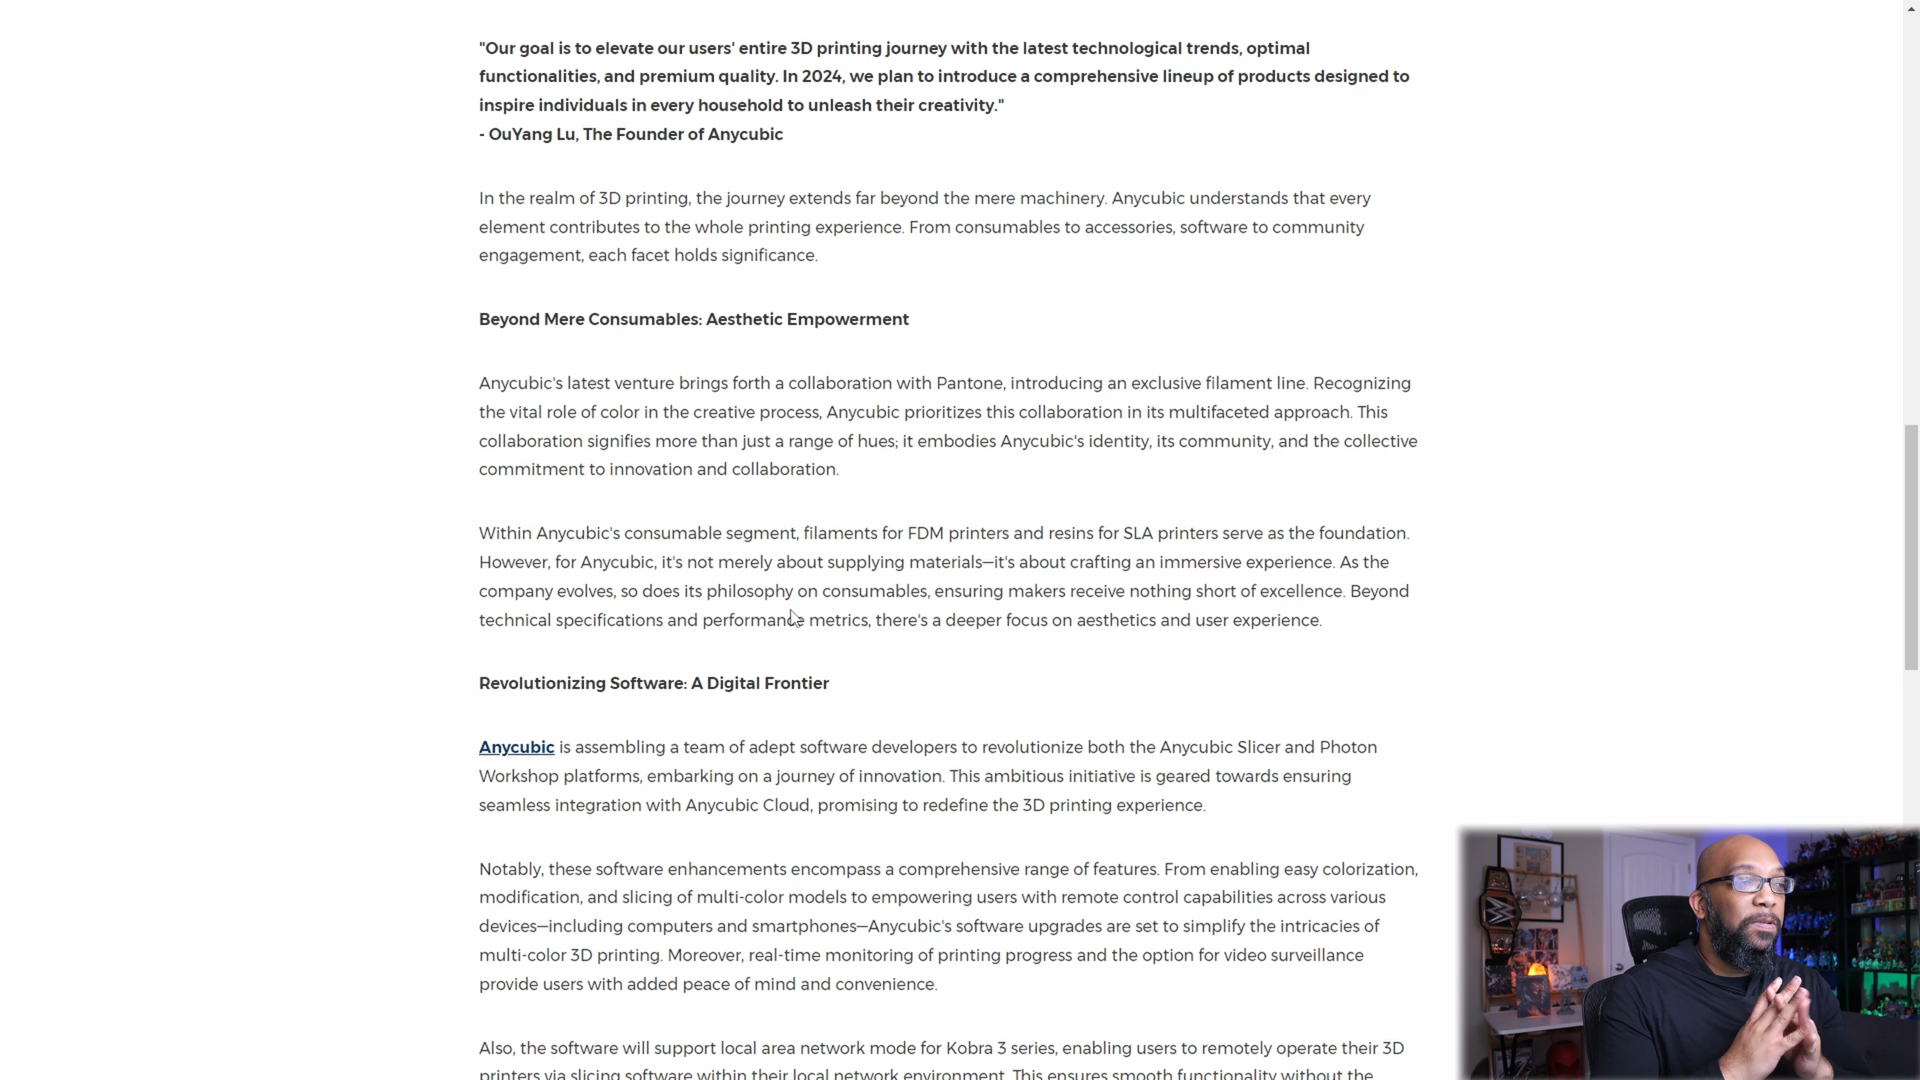 "Our goal is to elevate our users' entire 3D printing journey with the latest technological trends, optimal
functionalities, and premium quality. In 2024, we plan to introduce a comprehensive lineup of products designed to
inspire individuals in every household to unleash their creativity."
- OuYang Lu, The Founder of Anycubic
In the realm of 3D printing, the journey extends far beyond the mere machinery. Anycubic understands that every
element contributes to the whole printing experience. From consumables to accessories, software to community
engagement, each facet holds significance.
Beyond Mere Consumables: Aesthetic Empowerment
Anycubic's latest venture brings forth a collaboration with Pantone, introducing an exclusive filament line. Recognizing
the vital role of color in the creative process, Anycubic prioritizes this collaboration in its multifaceted approach. This
collaboration signifies more than just a range of hues; it embodies Anycubic's identity, its community, and the collective
commitment to innovation and collaboration.
Within Anycubic's consumable segment, filaments for FDM printers and resins for SLA printers serve as the foundation.
However, for Anycubic, it's not merely about supplying materials—it's about crafting an immersive experience. As the
company evolves, so does its philosophy on consumables, ensuring makers receive nothing short of excellence. Beyond
technical specifications and performance metrics, there's a deeper focus on aesthetics and user experience.
Revolutionizing Software: A Digital Frontier
Anycubic is assembling a team of adept software developers to revolutionize both the Anycubic Slicer and Photon
Workshop platforms, embarking on a journey of innovation. This ambitious initiative is geared towards ensuring
seamless integration with Anycubic Cloud, promising to redefine the 3D printing experience.
Notably, these software enhancements encompass a comprehensive range of features. From enabling easy colorization,
modification, and slicing of multi-color models to empowering users with remote control capabilities across various
devices—including computers and smartphones—Anycubic's software upgrades are set to simplify the intricacies of
multi-color 3D printing. Moreover, real-time monitoring of printing progress and the option for video surveillance
provide users with added peace of mind and convenience.
Also, the software will support local area network mode for Kobra 3 series, enabling users to remotely operate their 3D
printers via slicing software within their local network environment. This ensures smooth functionality without the